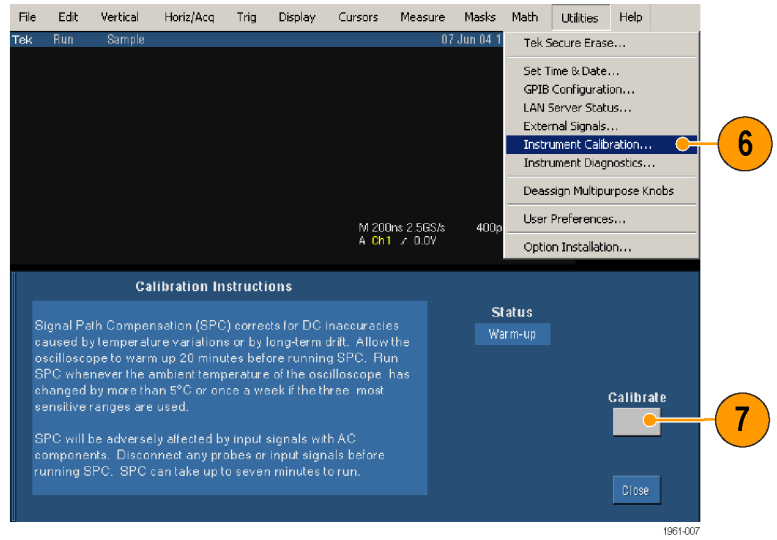 File Edit Vertical Horiz/Acq Trig Display Cursors Measure Masks Math Utilities Help
Tek Run Sample 07 Jun 04 1
Tek Secure Erase...
Set Time & Date...
GPIB Configuration...
LAN Server Status...
External Signals...
Instrument Calibration...
6
Instrument Diagnostics...
Deassign Multipurpose Knobs
User Preferences...
Option Installation...
M 200ns 2.5GS/s 400p
A Ch1 0.0V
Calibration Instructions
Signal Path Compensation (SPC) corrects for DC inaccuracies
caused by temperature variations or by long-term drift. Allow the
oscilloscope to warm up 20 minutes before running SPC. Run
SPC whenever the ambient temperature of the oscilloscope has
changed by more than 5°C or once a week if the three most
sensitive ranges are used.
SPC will be adversely affected by input signals with AC
components. Disconnect any probes or input signals before
running SPC. SPC can take up to seven minutes to run.
Status
Warm-up
Calibrate
7
Close
1961-007